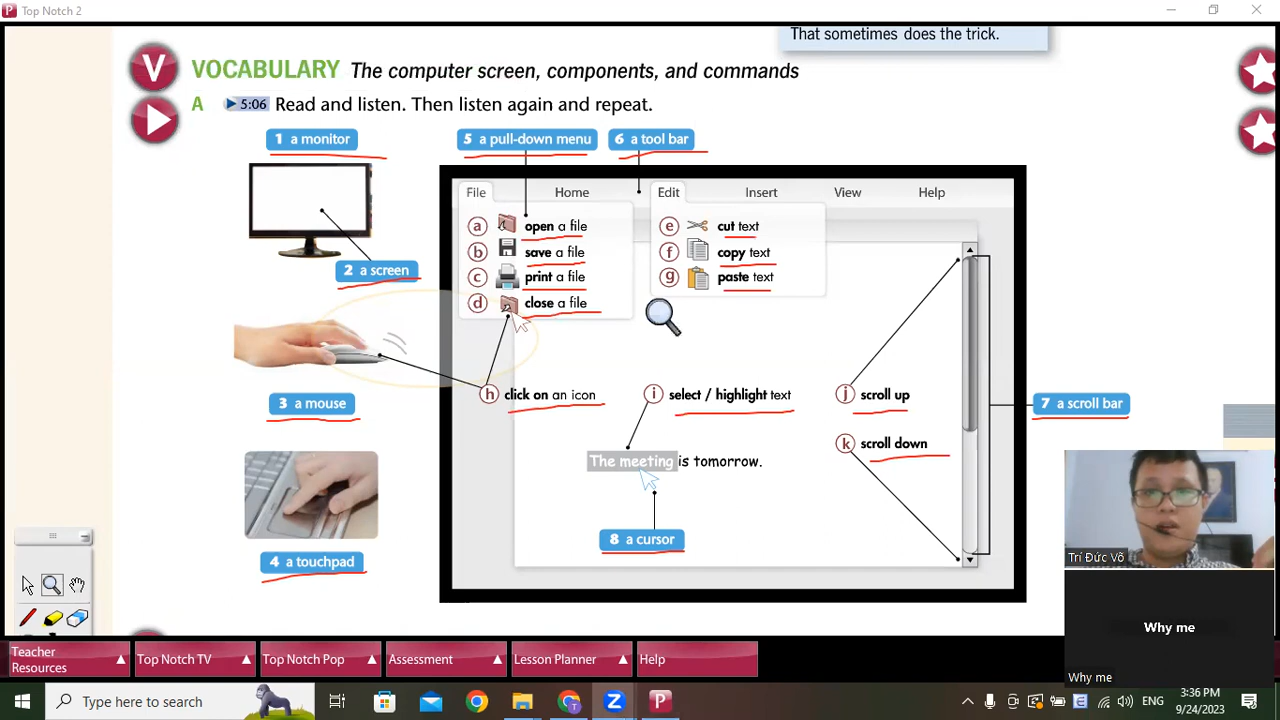 Top Notch 2
That sometimes does the trick.
V VOCABULARY The computer screen, components, and commands
A 5:06 Read and listen. Then listen again and repeat.
1 a monitor
5 a pull-down menu
6 a tool bar
File Home Edit Insert View Help
a open a file
b save a file
c print a file
d close a file
e cut text
f copy text
g paste text
2 a screen
h click on an icon
i select / highlight text
j scroll up
3 a mouse
7 a scroll bar
k scroll down
The meeting is tomorrow.
8 a cursor
4 a touchpad
Trí Đức Võ
Why me
Why me
Teacher
Resources
Top Notch TV
Top Notch Pop
Assessment
Lesson Planner
Help
Type here to search
ENG
3:36 PM
9/24/2023